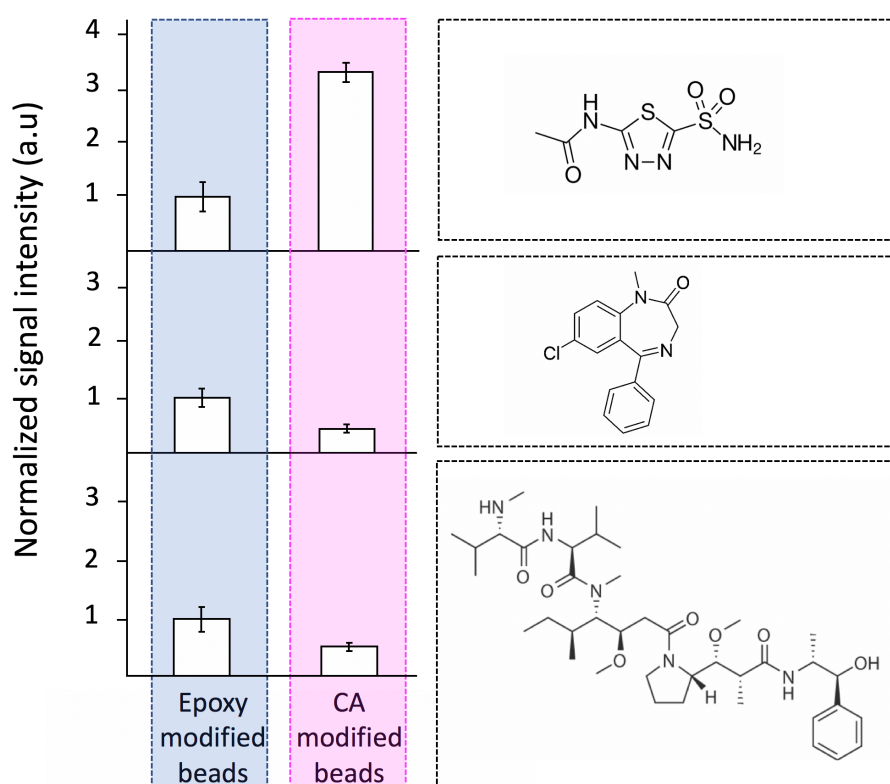 Normalized signal intensity (a.u)
4
3
2
1
3
2
1
3
2
1
Epoxy
modified
beads
CA
modified
beads
H
N
O
S
N N
O O
S
NH₂
N
O
N
Cl
HN
H
N
O
O
N
O
O
N
H
O
O
N
H
OH